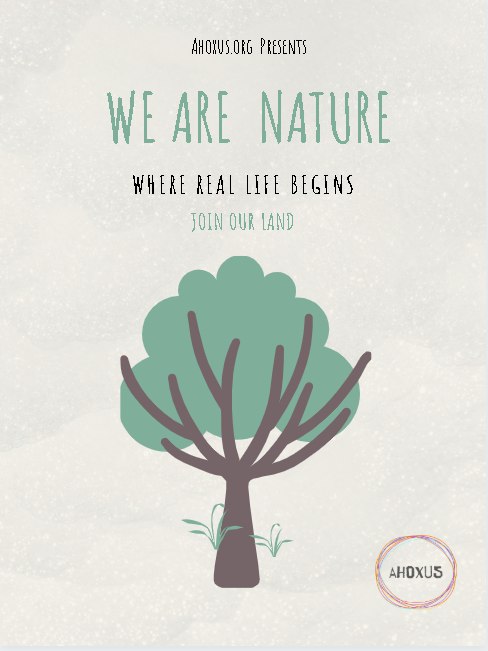 Ahoxus.org Presents
WE ARE NATURE
WHERE REAL LIFE BEGINS
JOIN OUR LAND
AHOXUS